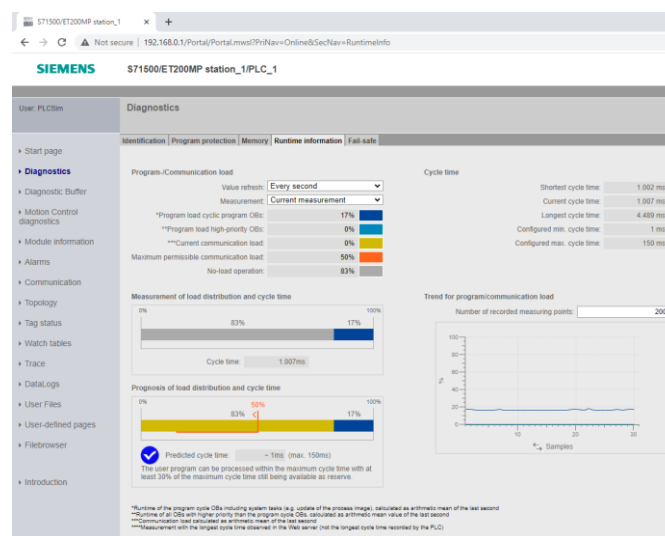 S71500/ET200MP station_1
Not secure | 192.168.0.1/Portal/Portal.mwsl?PriNav=Online&SecNav=RuntimeInfo
SIEMENS
S71500/ET200MP station_1/PLC_1
User: PLCSim
Diagnostics
Identification Program protection Memory Runtime information Fail-safe
Start page
Diagnostics
Diagnostic Buffer
Motion Control
diagnostics
Module information
Alarms
Communication
Topology
Tag status
Watch tables
Trace
DataLogs
User Files
User-defined pages
Filebrowser
Introduction
Program-/Communication load
Value refresh: Every second
Measurement: Current measurement
*Program load cyclic program OBs: 17%
**Program load high-priority OBs: 0%
***Current communication load: 0%
Maximum permissible communication load: 50%
No-load operation: 83%
Cycle time
Shortest cycle time: 1.002 ms
Current cycle time: 1.007 ms
Longest cycle time: 4.489 ms
Configured min. cycle time: 1 ms
Configured max. cycle time: 150 ms
Measurement of load distribution and cycle time
0% 100%
83% 17%
Cycle time: 1.007ms
Prognosis of load distribution and cycle time
0% 50% 100%
83% 17%
Predicted cycle time: ~ 1ms (max. 150ms)
The user program can be processed within the maximum cycle time with at
least 30% of the maximum cycle time still being available as reserve.
Trend for program/communication load
Number of recorded measuring points: 200
100
80
60
%
40
20
0
10 20 30
Samples
*Runtime of the program cycle OBs including system tasks (e.g. update of the process image), calculated as arithmetic mean of the last second
**Runtime of all OBs with higher priority than the program cycle OBs, calculated as arithmetic mean value of the last second
***Communication load calculated as arithmetic mean of the last second
****Measurement with the longest cycle time observed in the Web server (not the longest cycle time recorded by the PLC)